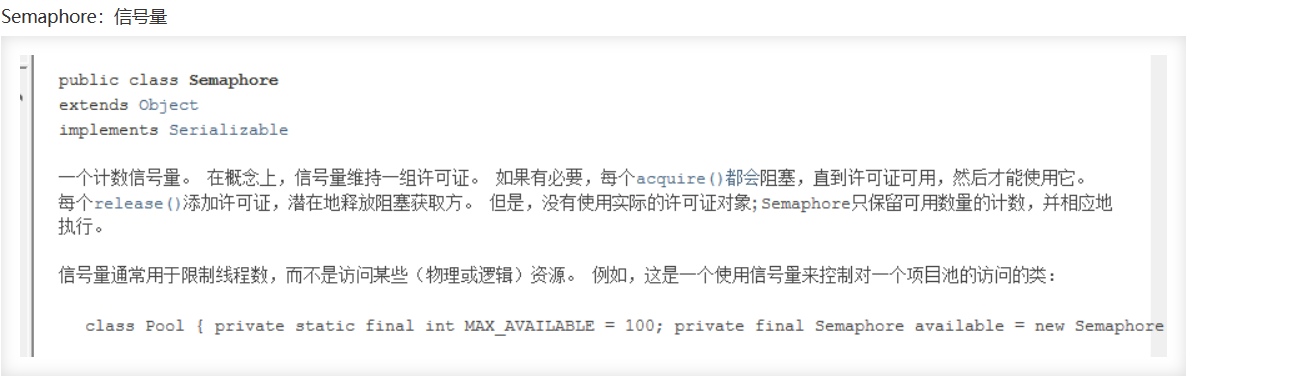 Semaphore：信号量
public class Semaphore
extends Object
implements Serializable
一个计数信号量。 在概念上，信号量维持一组许可证。 如果有必要，每个acquire()都会阻塞，直到许可证可用，然后才能使用它。
每个release()添加许可证，潜在地释放阻塞获取方。 但是，没有使用实际的许可证对象;Semaphore只保留可用数量的计数，并相应地
执行。
信号量通常用于限制线程数，而不是访问某些（物理或逻辑）资源。 例如，这是一个使用信号量来控制对一个项目池的访问的类：
class Pool { private static final int MAX_AVAILABLE = 100; private final Semaphore available = new Semaphore